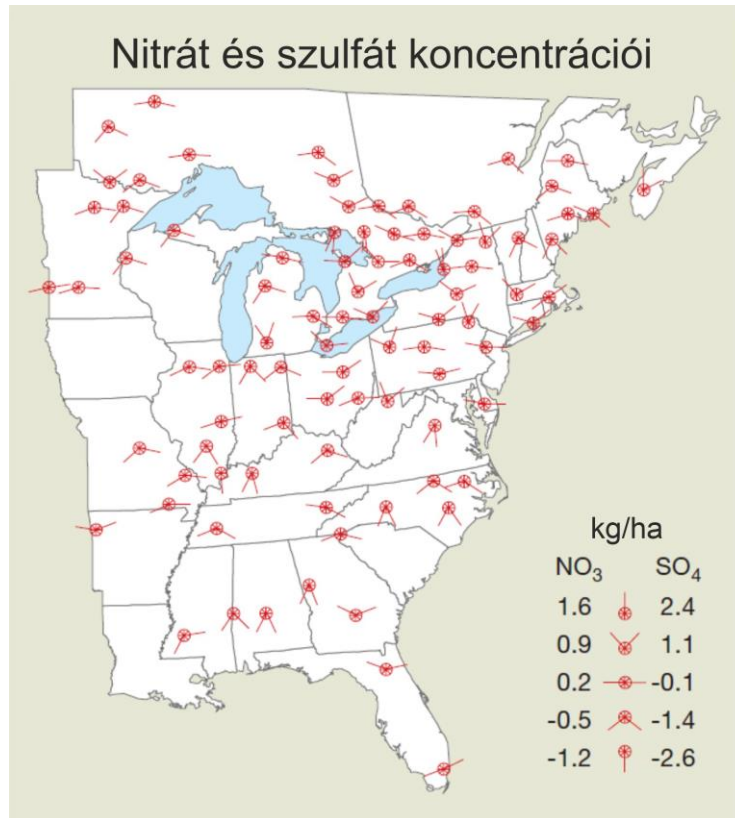 Nitrát és szulfát koncentrációi
kg/ha
NO₃ SO₄
1.6 2.4
0.9 1.1
0.2 -0.1
-0.5 -1.4
-1.2 -2.6